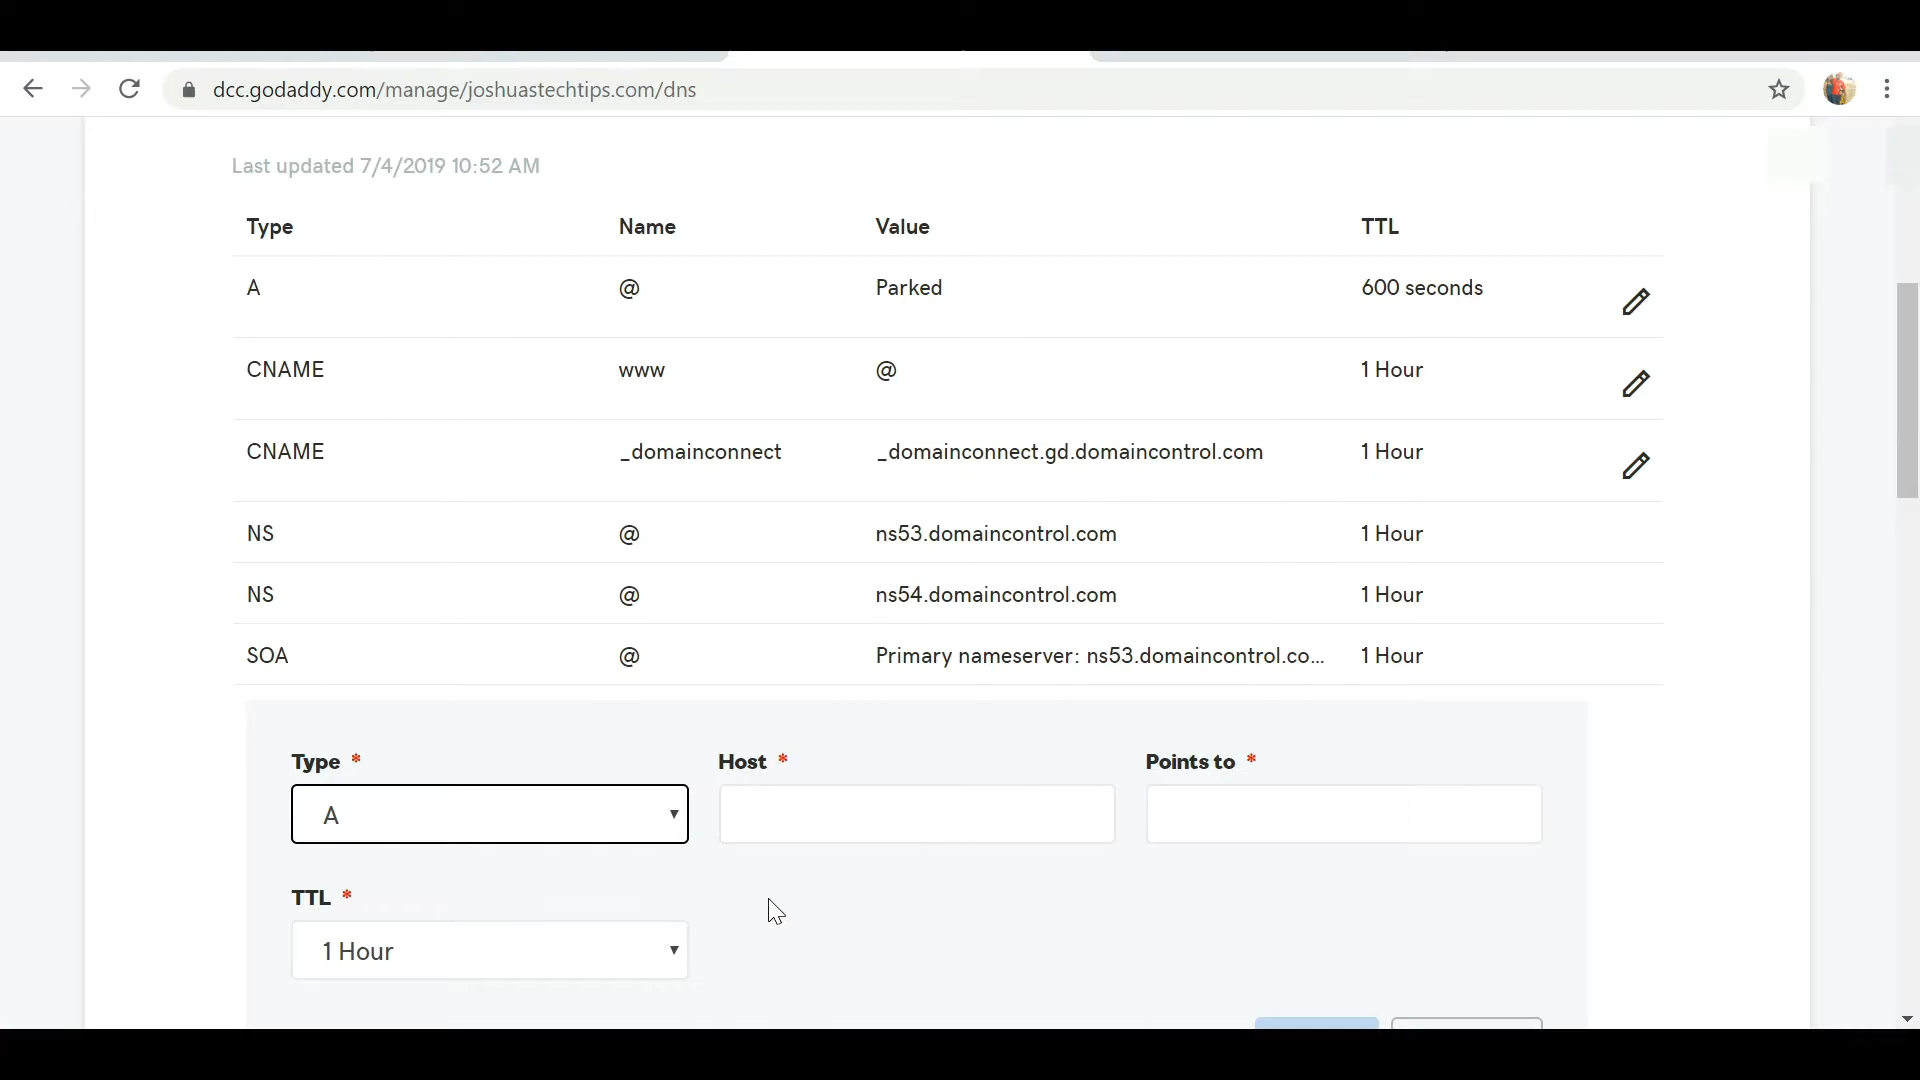 dcc.godaddy.com/manage/joshuastechtips.com/dns
Last updated 7/4/2019 10:52 AM
Type Name Value TTL
A @ Parked 600 seconds
CNAME www @ 1 Hour
CNAME _domainconnect _domainconnect.gd.domaincontrol.com 1 Hour
NS @ ns53.domaincontrol.com 1 Hour
NS @ ns54.domaincontrol.com 1 Hour
SOA @ Primary nameserver: ns53.domaincontrol.co... 1 Hour
Type * Host * Points to *
A
TTL *
1 Hour